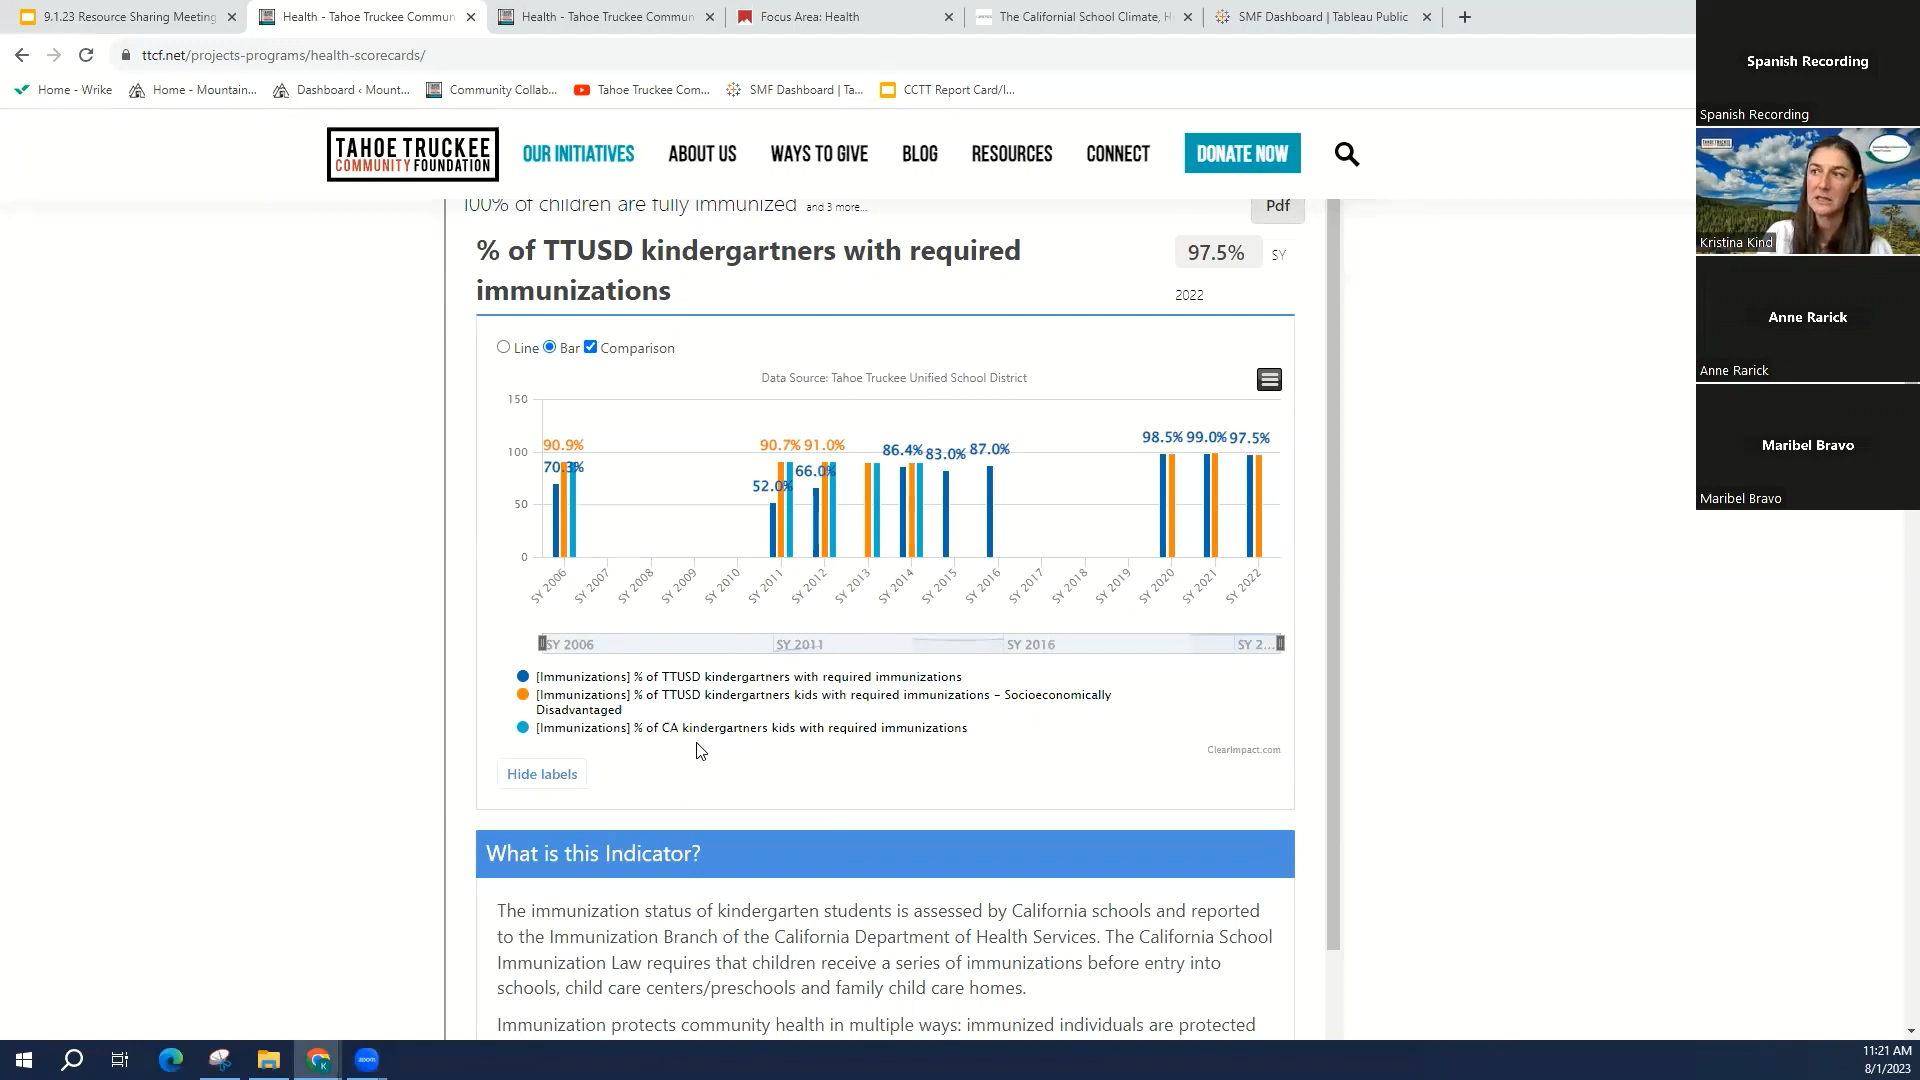 9.1.23 Resource Sharing Meeting
Health - Tahoe Truckee Commun
Health - Tahoe Truckee Commun
Focus Area: Health
The Californial School Climate, H
SMF Dashboard | Tableau Public
ttcf.net/projects-programs/health-scorecards/
Home - Wrike
Home - Mountain...
Dashboard ‹ Mount...
Community Collab...
Tahoe Truckee Com...
SMF Dashboard | Ta...
CCTT Report Card/I...
TAHOE TRUCKEE
COMMUNITY FOUNDATION
OUR INITIATIVES
ABOUT US
WAYS TO GIVE
BLOG
RESOURCES
CONNECT
DONATE NOW
100% of children are fully immunized and 3 more...
Pdf
% of TTUSD kindergartners with required
immunizations
97.5% SY
2022
Line Bar Comparison
Data Source: Tahoe Truckee Unified School District
150
100
50
0
90.9%
70.3%
90.7%
52.0%
91.0%
66.0%
86.4%
83.0%
87.0%
98.5%
99.0%
97.5%
SY 2006
SY 2007
SY 2008
SY 2009
SY 2010
SY 2011
SY 2012
SY 2013
SY 2014
SY 2015
SY 2016
SY 2017
SY 2018
SY 2019
SY 2020
SY 2021
SY 2022
SY 2006
SY 2011
SY 2016
SY 2...
[Immunizations] % of TTUSD kindergartners with required immunizations
[Immunizations] % of TTUSD kindergartners kids with required immunizations – Socioeconomically
Disadvantaged
[Immunizations] % of CA kindergartners kids with required immunizations
ClearImpact.com
Hide labels
What is this Indicator?
The immunization status of kindergarten students is assessed by California schools and reported
to the Immunization Branch of the California Department of Health Services. The California School
Immunization Law requires that children receive a series of immunizations before entry into
schools, child care centers/preschools and family child care homes.
Immunization protects community health in multiple ways: immunized individuals are protected
Spanish Recording
Spanish Recording
Kristina Kind
Anne Rarick
Anne Rarick
Maribel Bravo
Maribel Bravo
zoom
K
11:21 AM
8/1/2023